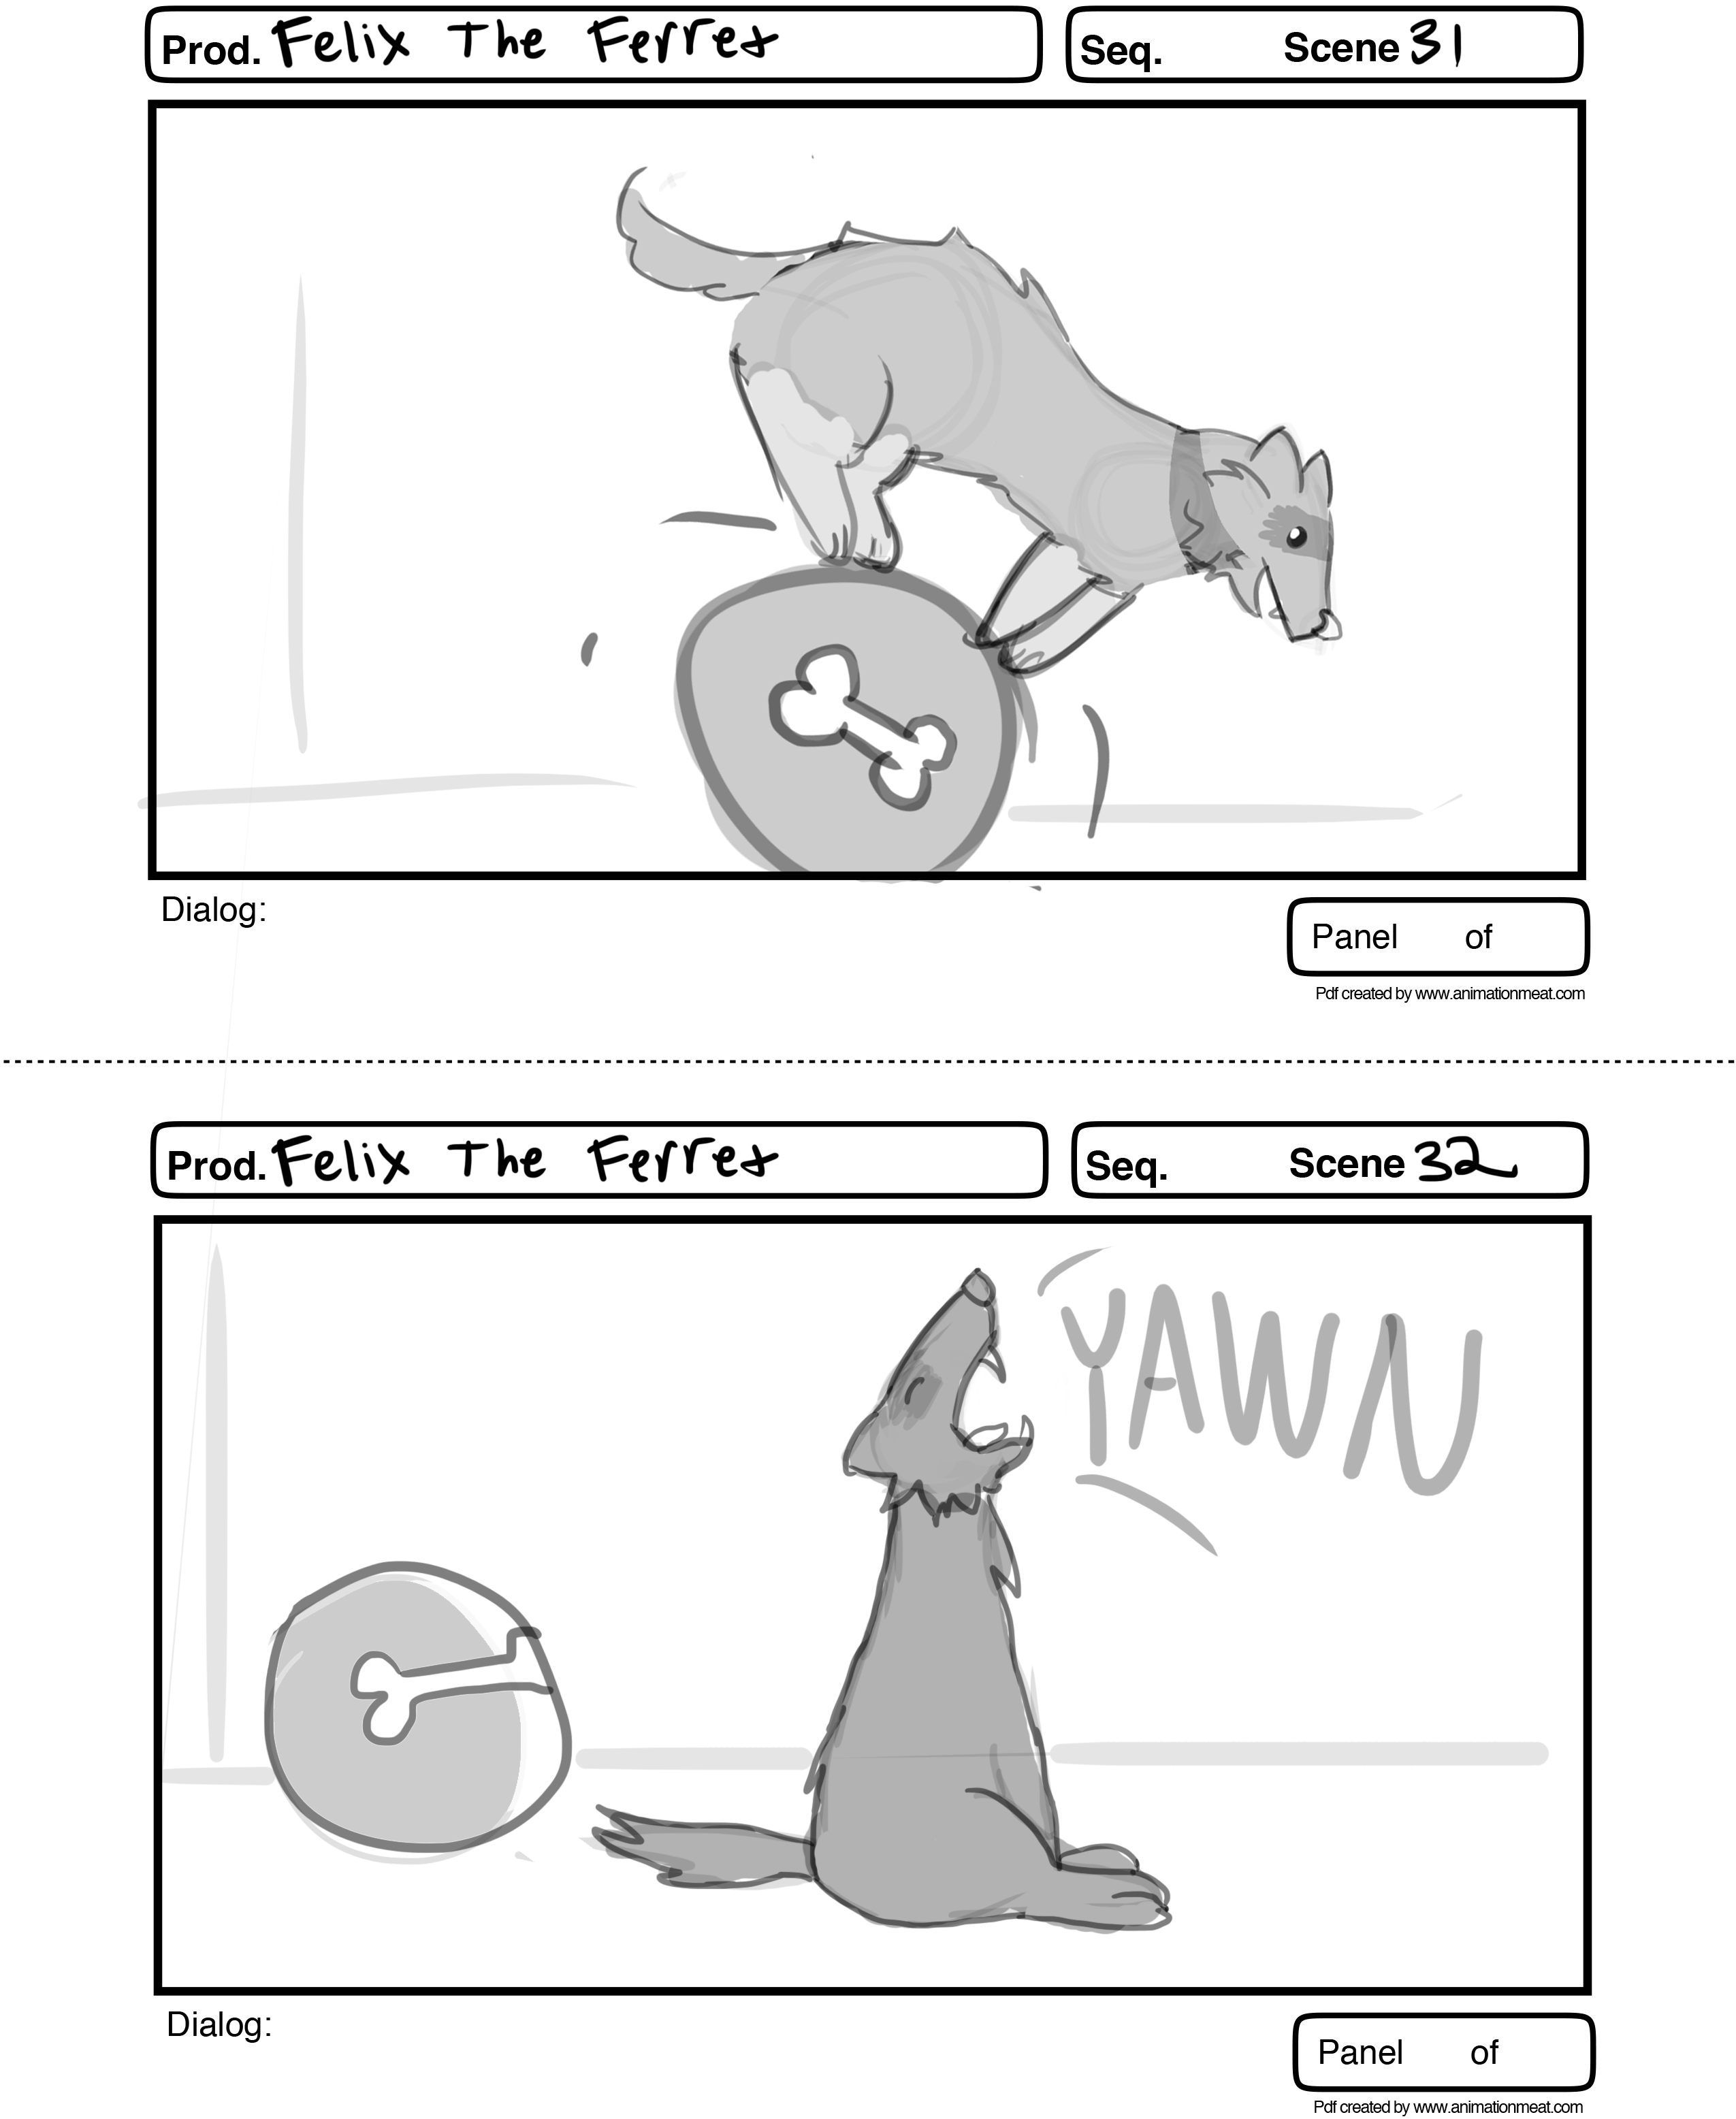 Prod. Felix The Ferret
Seq. Scene 31
Dialog:
Panel of
Pdf created by www.animationmeat.com
Prod. Felix The Ferret
Seq. Scene 32
YAWN
Dialog:
Panel of
Pdf created by www.animationmeat.com